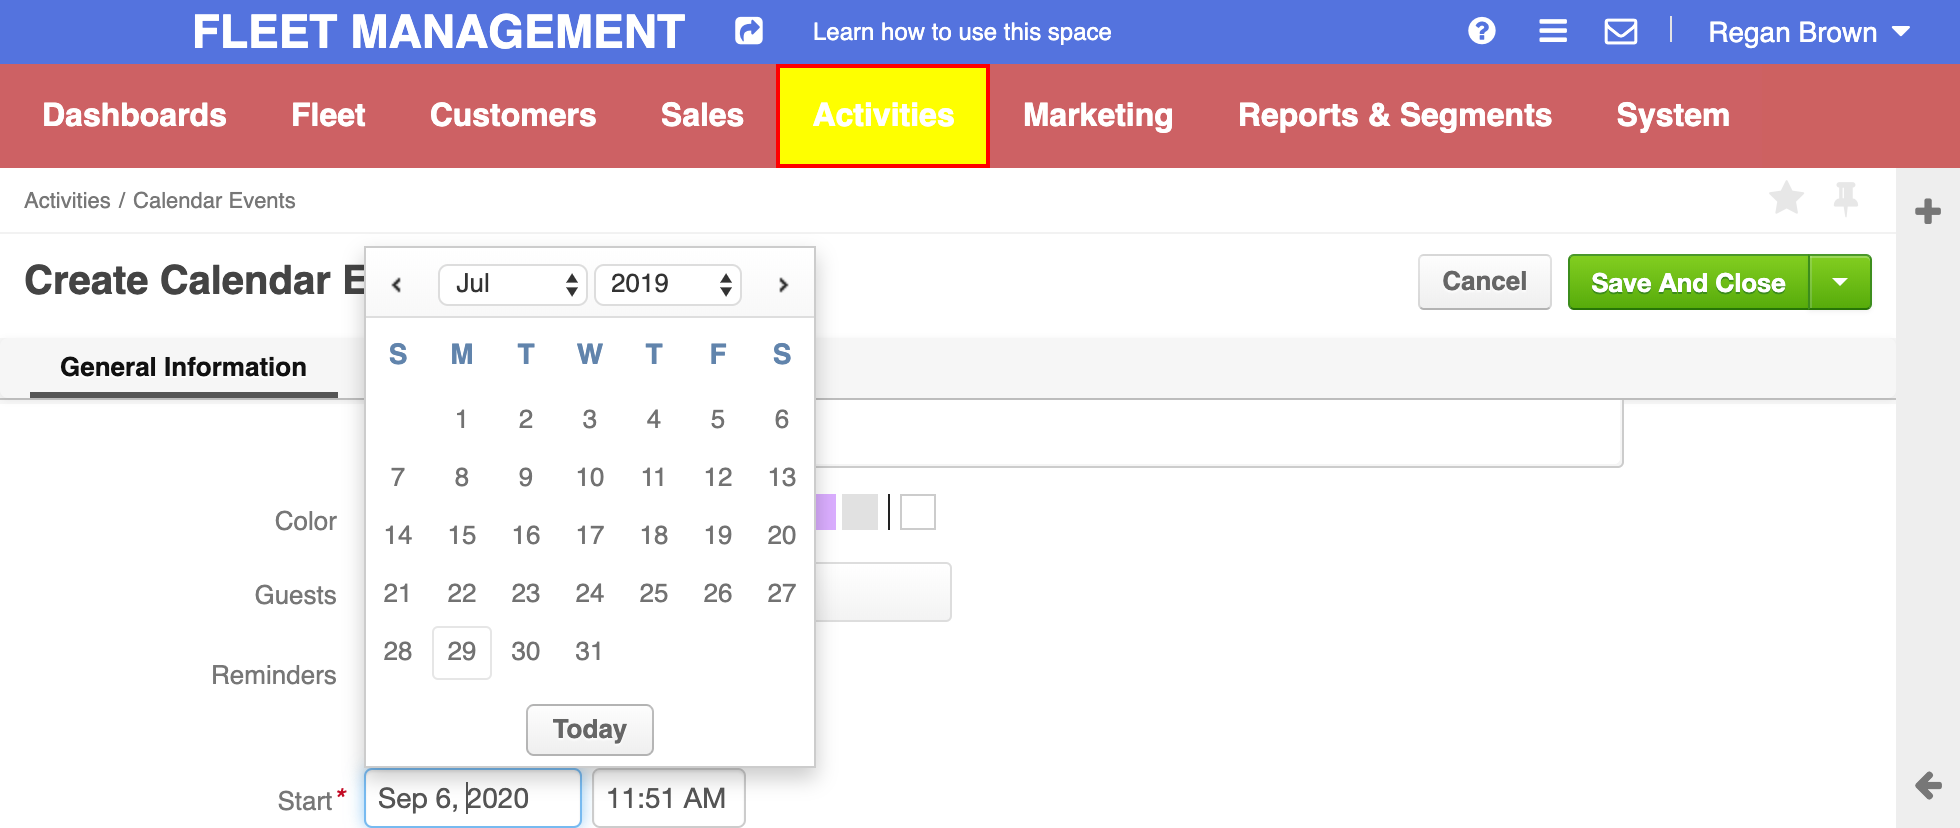 FLEET MANAGEMENT Learn how to use this space Regan Brown
Dashboards Fleet Customers Sales Activities Marketing Reports & Segments System
Activities / Calendar Events
Create Calendar E
Jul 2019
Cancel Save And Close
General Information
S M T W T F S
1 2 3 4 5 6
7 8 9 10 11 12 13
14 15 16 17 18 19 20
21 22 23 24 25 26 27
28 29 30 31
Today
Color
Guests
Reminders
Start* Sep 6, 2020 11:51 AM